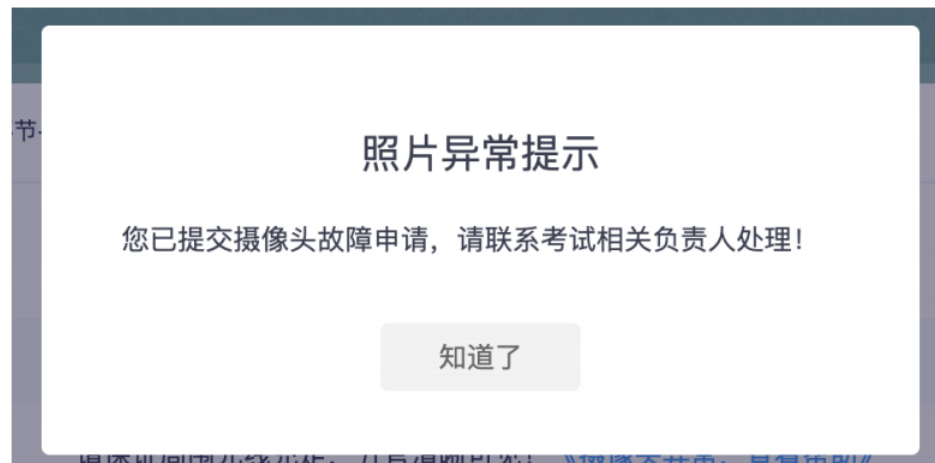 节
照片异常提示
您已提交摄像头故障申请，请联系考试相关负责人处理！
知道了